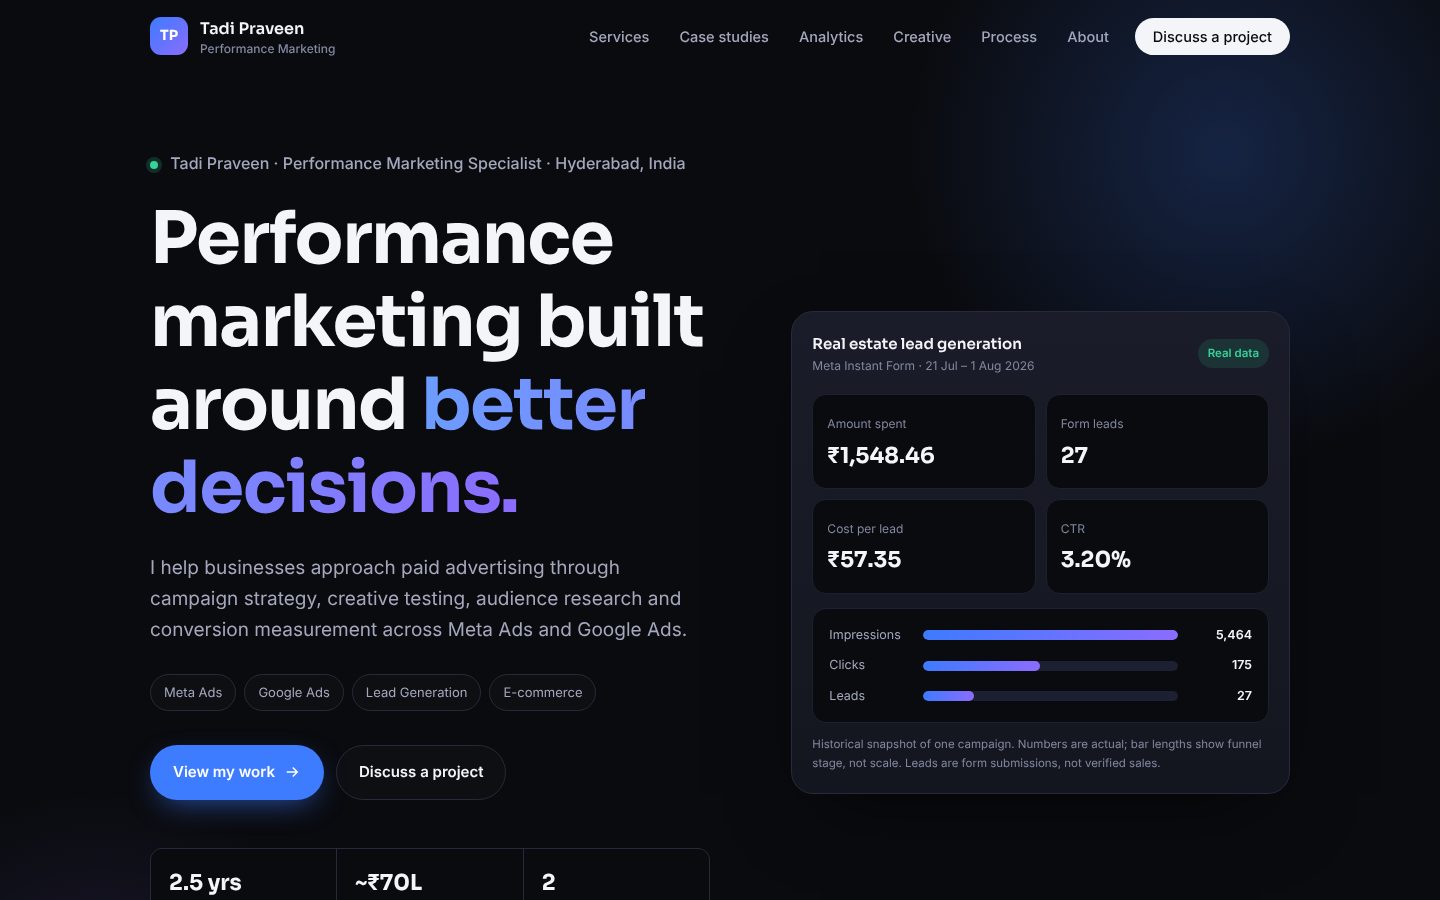 TP
Tadi Praveen
Performance Marketing
Services
Case studies
Analytics
Creative
Process
About
Discuss a project
Tadi Praveen · Performance Marketing Specialist · Hyderabad, India
Performance
marketing built
around better
decisions.
I help businesses approach paid advertising through
campaign strategy, creative testing, audience research and
conversion measurement across Meta Ads and Google Ads.
Meta Ads
Google Ads
Lead Generation
E-commerce
View my work →
Discuss a project
2.5 yrs
~₹70L
2
Real estate lead generation
Meta Instant Form · 21 Jul – 1 Aug 2026
Real data
Amount spent
₹1,548.46
Form leads
27
Cost per lead
₹57.35
CTR
3.20%
Impressions 5,464
Clicks 175
Leads 27
Historical snapshot of one campaign. Numbers are actual; bar lengths show funnel
stage, not scale. Leads are form submissions, not verified sales.